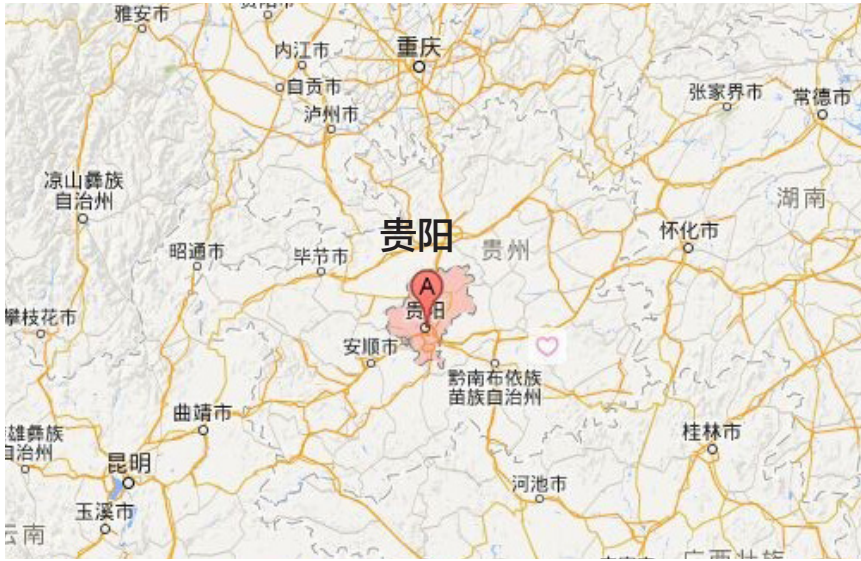 雅安市
内江市
重庆
自贡市
泸州市
张家界市
常德市
凉山彝族
自治州
湖南
贵阳
怀化市
贵州
昭通市
毕节市
A
贵阳
攀枝花市
安顺市
黔南布依族
苗族自治州
曲靖市
雄彝族
自治州
桂林市
昆明
河池市
玉溪市
云南